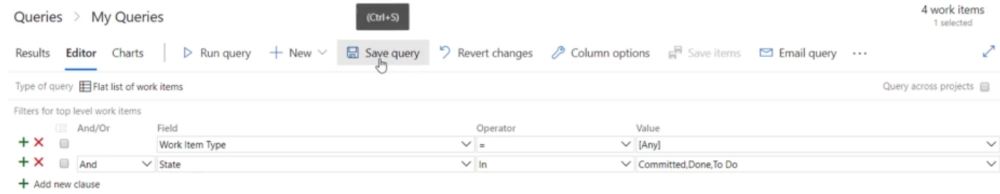 Queries > My Queries
(Ctrl+S)
4 work items
1 selected
Results Editor Charts Run query New Save query Revert changes Column options Save items Email query ...
Type of query Flat list of work items Query across projects
Filters for top level work items
And/Or Field Operator Value
Work Item Type = [Any]
And State In Committed,Done,To Do
Add new clause